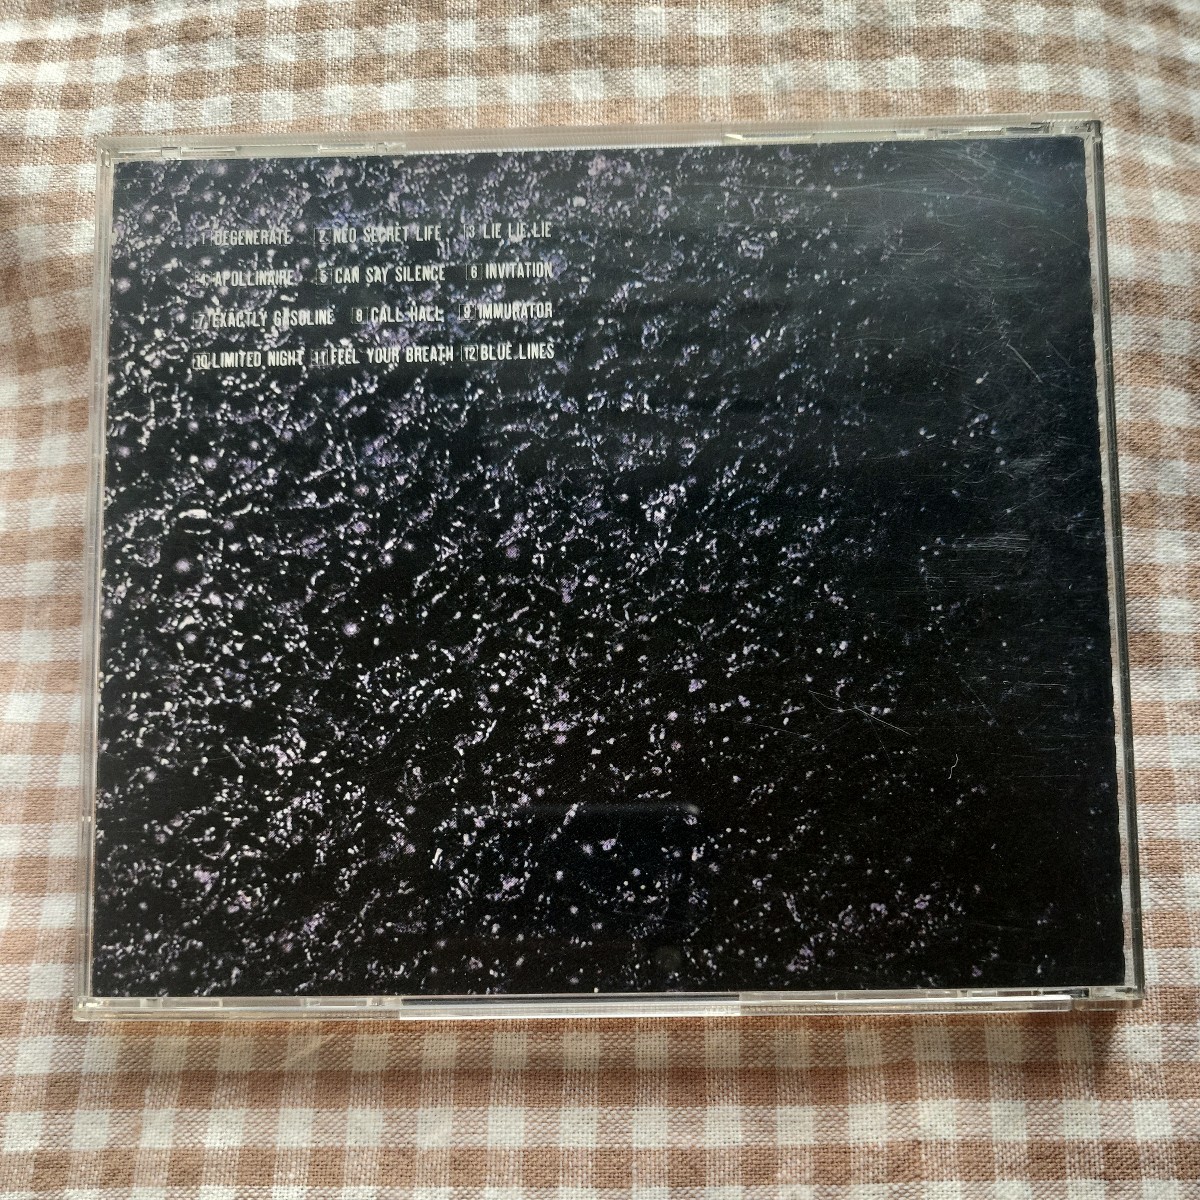 1 DEGENERATE 2 NEO SECRET LIFE 3 LIE LIE LIE
4 APOLLINAIRE 5 CAN SAY SILENCE 6 INVITATION
7 EXACTLY GASOLINE 8 CALL HALL 9 IMMURATOR
10 LIMITED NIGHT 11 FEEL YOUR BREATH 12 BLUE LINES